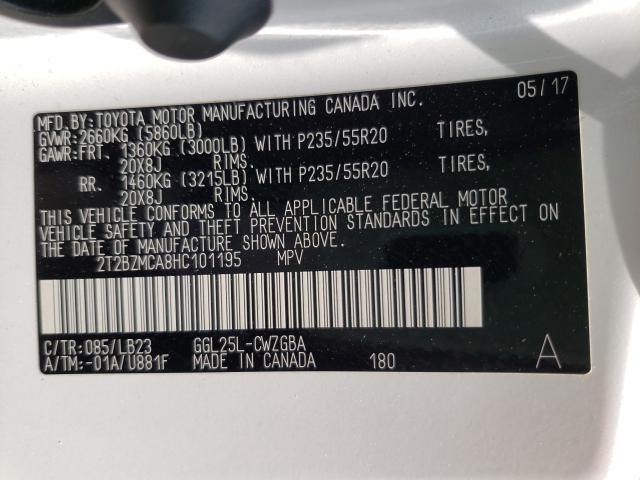 MFD.BY:TOYOTA MOTOR MANUFACTURING CANADA INC. 05/17
GVWR:2660KG (5860LB)
GAWR:FRT. 1360KG (3000LB) WITH P235/55R20 TIRES,
20X8J RIMS.
RR. 1460KG (3215LB) WITH P235/55R20 TIRES,
20X8J RIMS.
THIS VEHICLE CONFORMS TO ALL APPLICABLE FEDERAL MOTOR
VEHICLE SAFETY AND THEFT PREVENTION STANDARDS IN EFFECT ON
THE DATE OF MANUFACTURE SHOWN ABOVE.
2T2BZMCA8HC101195 MPV
C/TR:085/LB23 GGL25L-CWZGBA
A/TM:-01A/U881F MADE IN CANADA 180 A